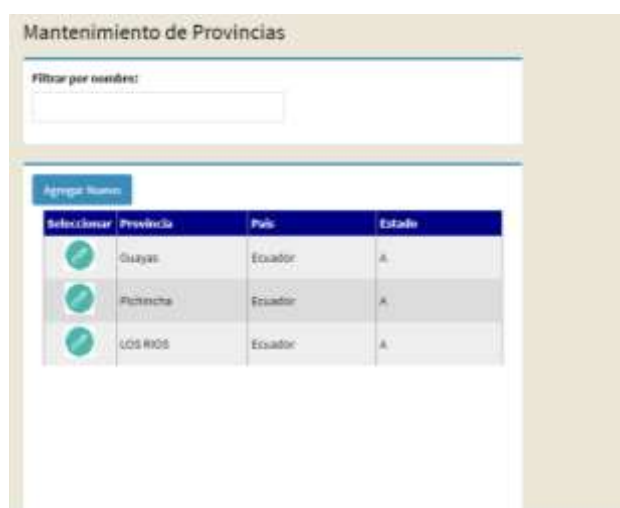 Mantenimiento de Provincias
Filtrar por nombre:
Agregar Nuevo
Seleccionar Provincia País Estado
Guayas Ecuador A
Pichincha Ecuador A
LOS RIOS Ecuador A